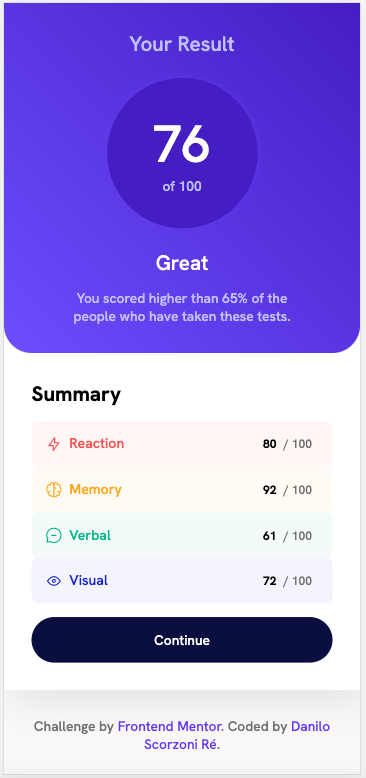 Your Result
76
of 100
Great
You scored higher than 65% of the
people who have taken these tests.
Summary
Reaction 80 / 100
Memory 92 / 100
Verbal 61 / 100
Visual 72 / 100
Continue
Challenge by Frontend Mentor. Coded by Danilo
Scorzoni Ré.